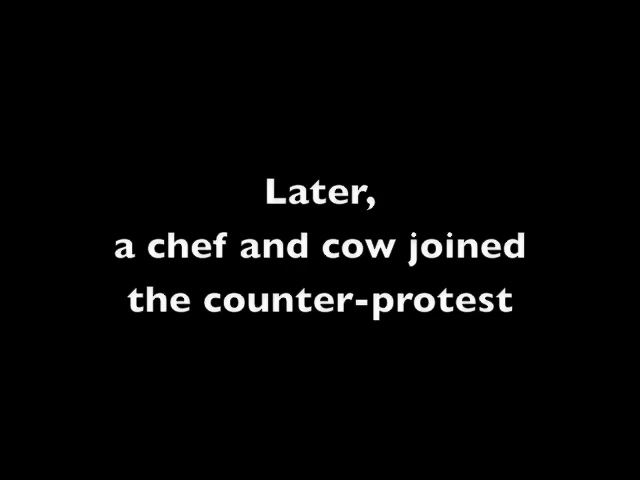 Later,
a chef and cow joined
the counter-protest